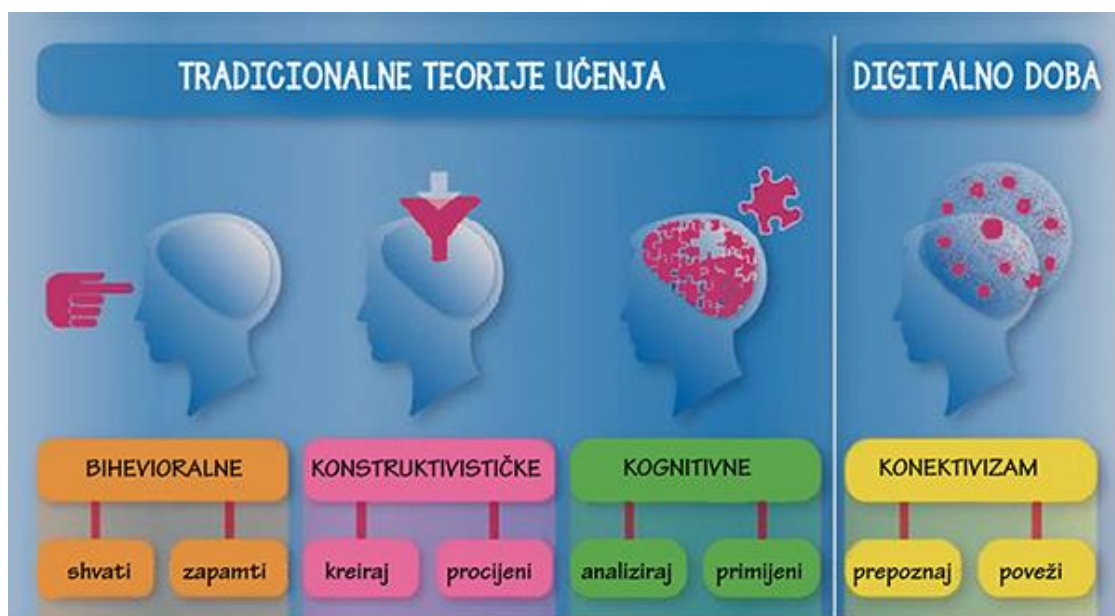 TRADICIONALNE TEORIJE UČENJA
DIGITALNO DOBA
BIHEVIORALNE
KONSTRUKTIVISTIČKE
KOGNITIVNE
KONEKTIVIZAM
shvati
zapamti
kreiraj
procijeni
analiziraj
primijeni
prepoznaj
poveži